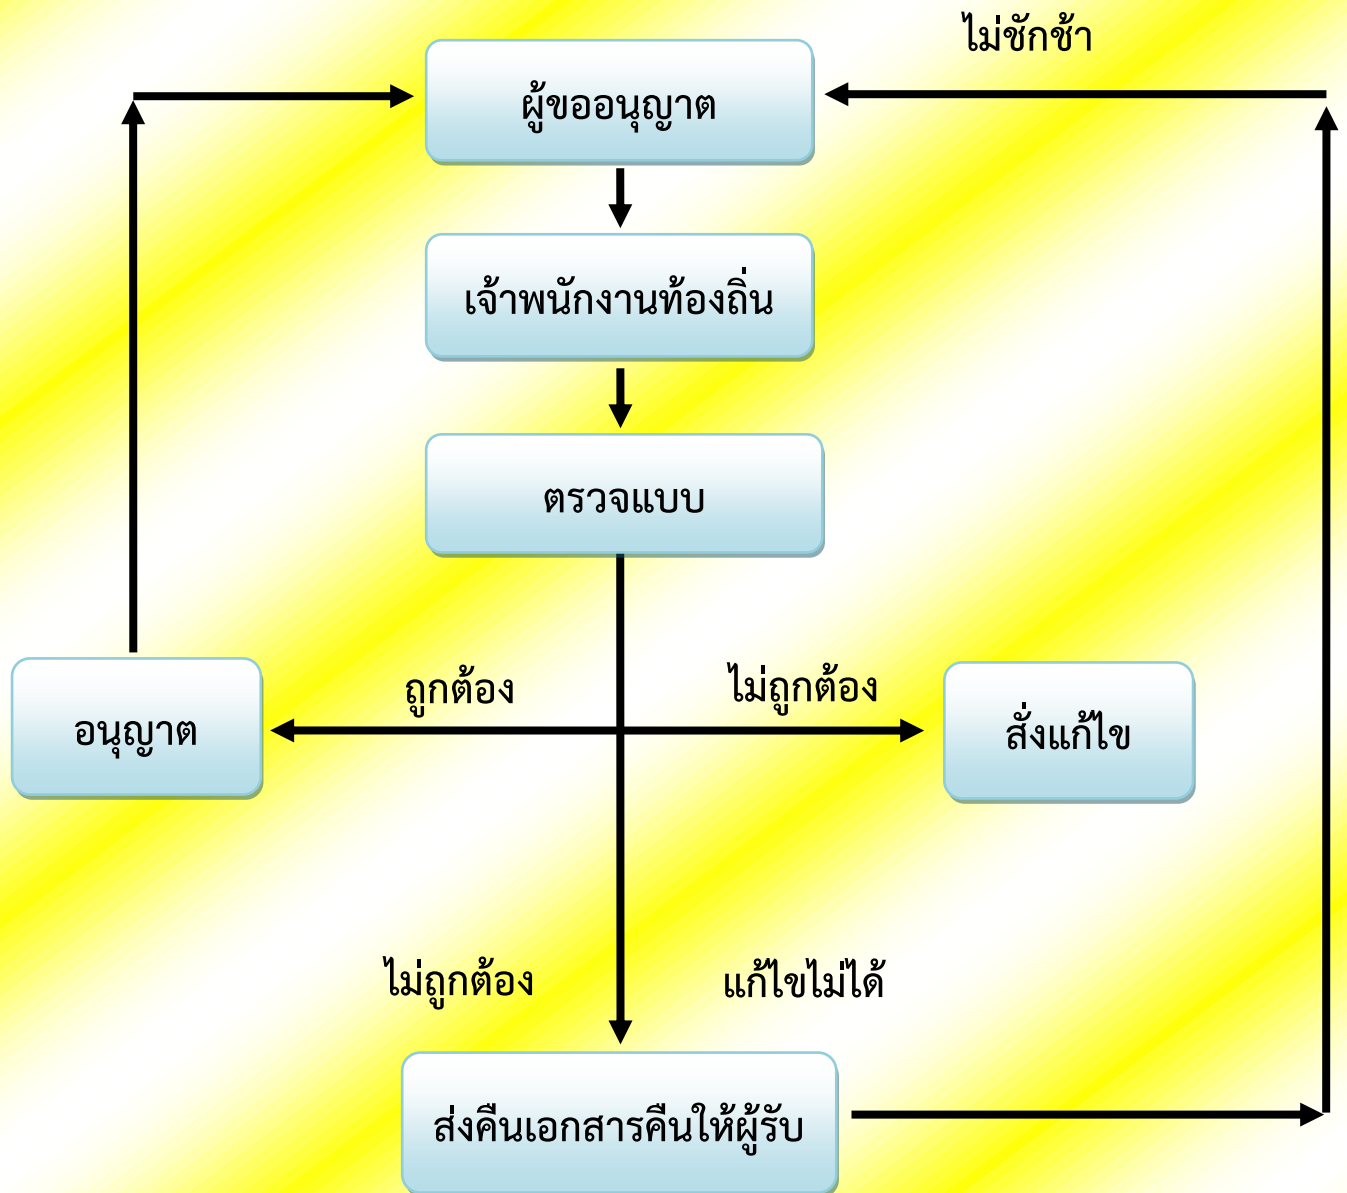 ไม่ชักช้า
ผู้ขออนุญาต
เจ้าพนักงานท้องถิ่น
ตรวจแบบ
ถูกต้อง
ไม่ถูกต้อง
อนุญาต
สั่งแก้ไข
ไม่ถูกต้อง
แก้ไขไม่ได้
ส่งคืนเอกสารคืนให้ผู้รับ